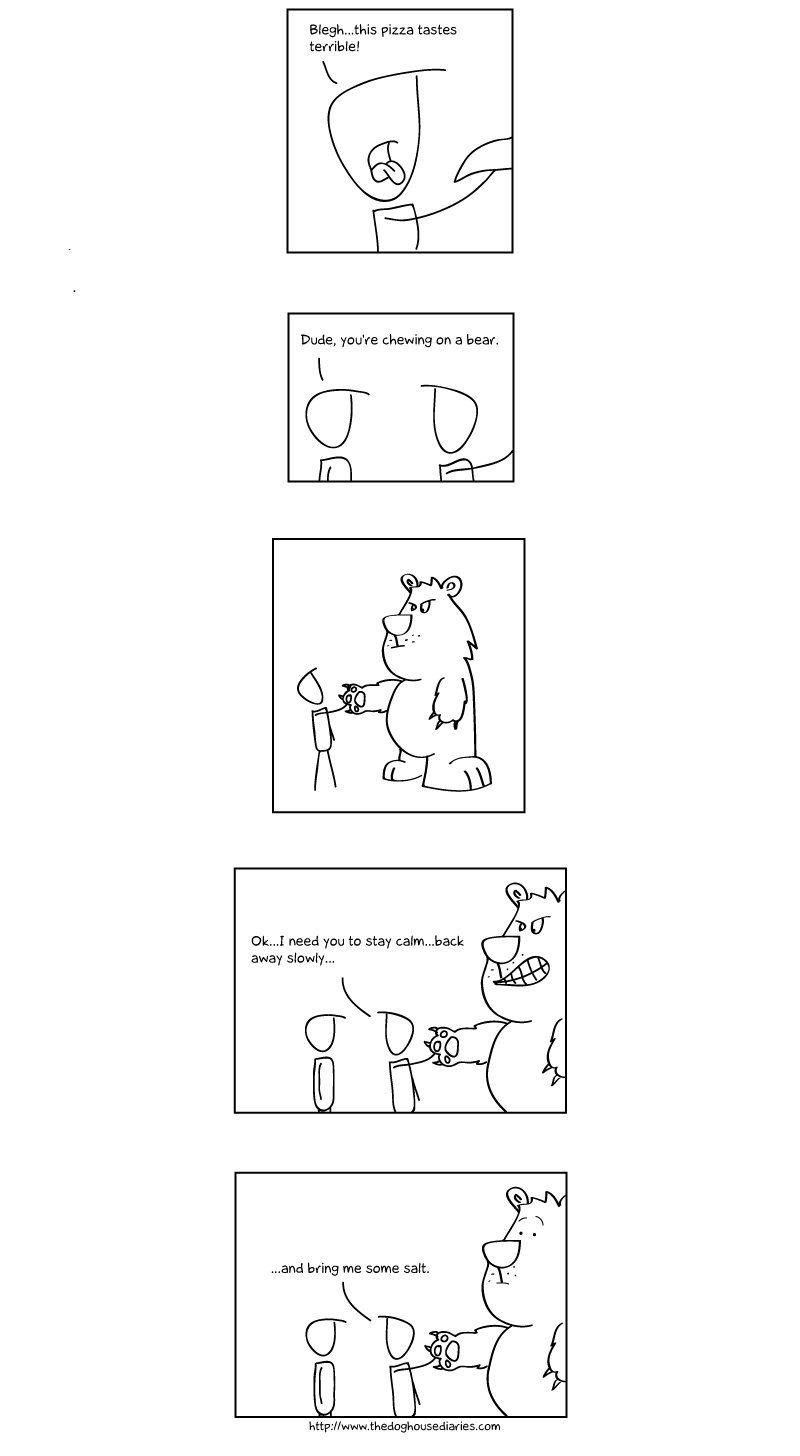 Blegh...this pizza tastes
terrible!
Dude, you're chewing on a bear.
Ok...I need you to stay calm...back
away slowly...
...and bring me some salt.
http://www.thedoghousediaries.com